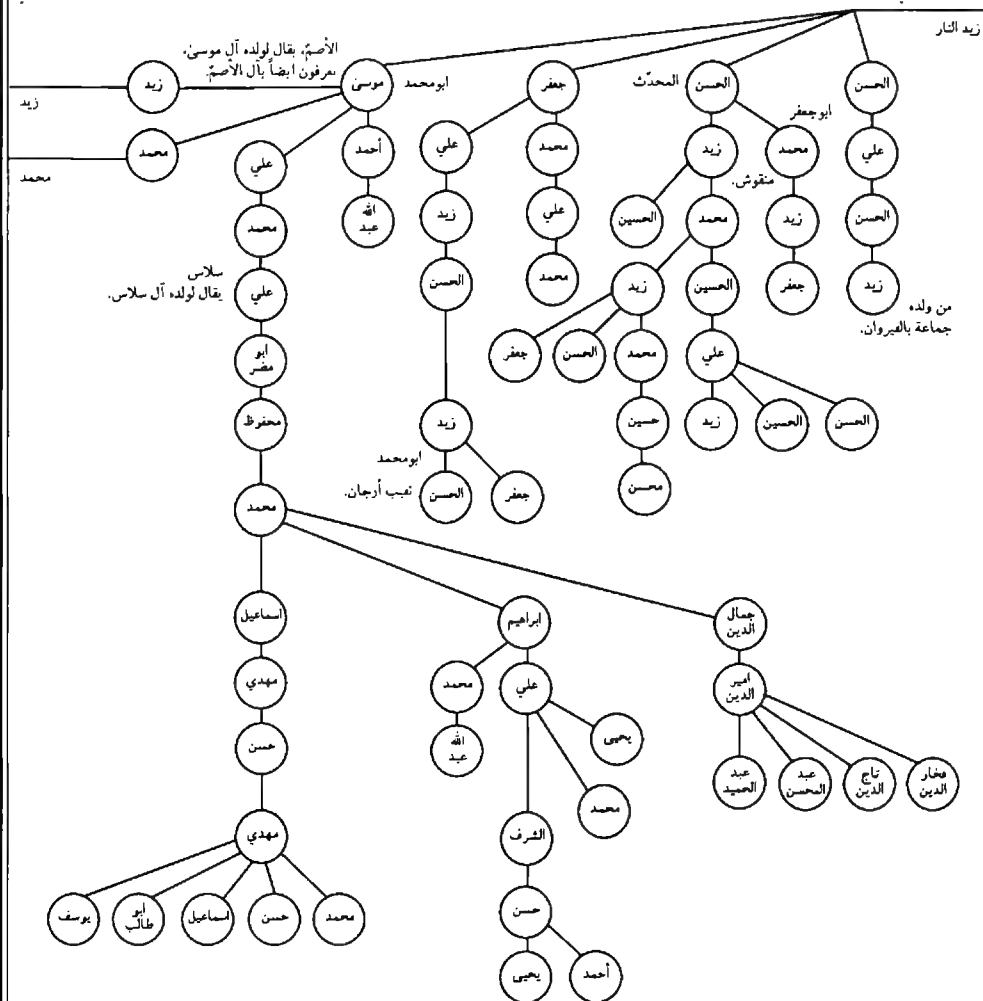 زيد النار
الأصمّ، يقال لولده آل موسى،
يعرفون ايضاً بآل الأصمّ.
الحسن
الحسن
المحدّث
جعفر
موسى
ابومحمد
زيد
زيد
علي
محمد
ابوجعفر
منقوش.
زيد
محمد
علي
أحمد
علي
محمد
محمد
الحسن
زيد
محمد
الحسين
علي
زيد
الله
عبد
محمد
زيد
من ولده
جماعة بالقيروان.
جعفر
الحسين
زيد
محمد
الحسن
علي
سلاس
يقال لولده آل سلاس.
علي
محمد
الحسن
جعفر
ابو
مضر
الحسن
الحسين
زيد
حسين
زيد
ابومحمد
محفوظ
محسن
جعفر
الحسن
نقيب أرجان.
محمد
جمال
الدين
ابراهيم
اسماعيل
امير
الدين
علي
محمد
مهدي
يحيى
الله
عبد
حسن
فخار
الدين
تاج
الدين
عبد
المحسن
عبد
الحميد
محمد
الشرف
مهدي
حسن
محمد
حسن
اسماعيل
ابو
طالب
يوسف
أحمد
يحيى